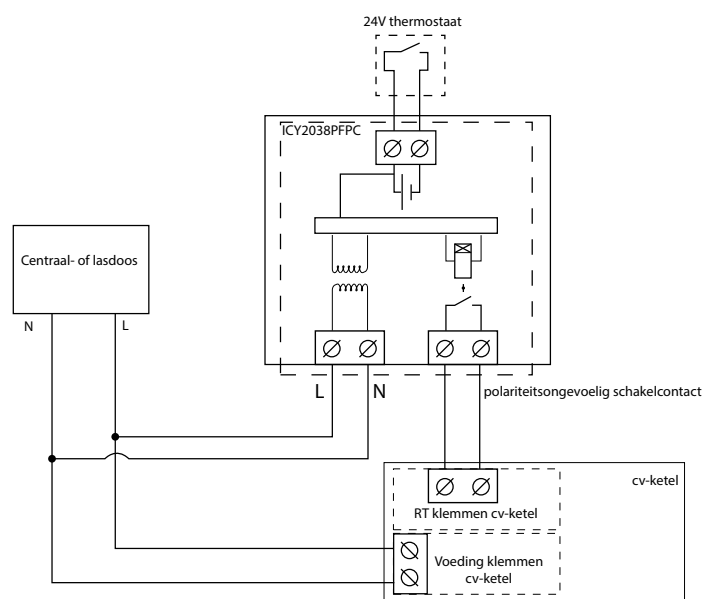 24V thermostaat
ICY2038PFPC
Centraal- of lasdoos
N
L
L
N
polariteitsongevoelig schakelcontact
cv-ketel
RT klemmen cv-ketel
Voeding klemmen
cv-ketel